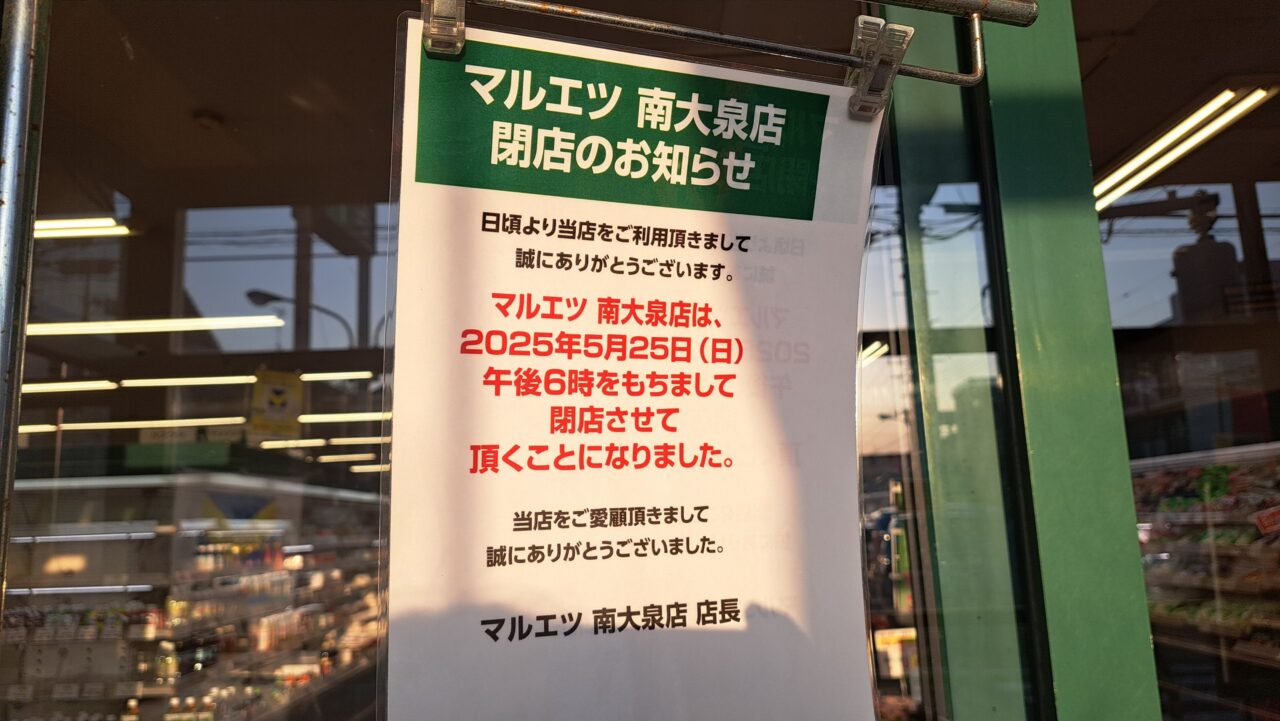 マルエツ 南大泉店
閉店のお知らせ
日頃より当店をご利用頂きまして
誠にありがとうございます。
マルエツ 南大泉店は、
2025年5月25日(日)
午後6時をもちまして
閉店させて
頂くことになりました。
当店をご愛顧頂きまして
誠にありがとうございました。
マルエツ 南大泉店 店長